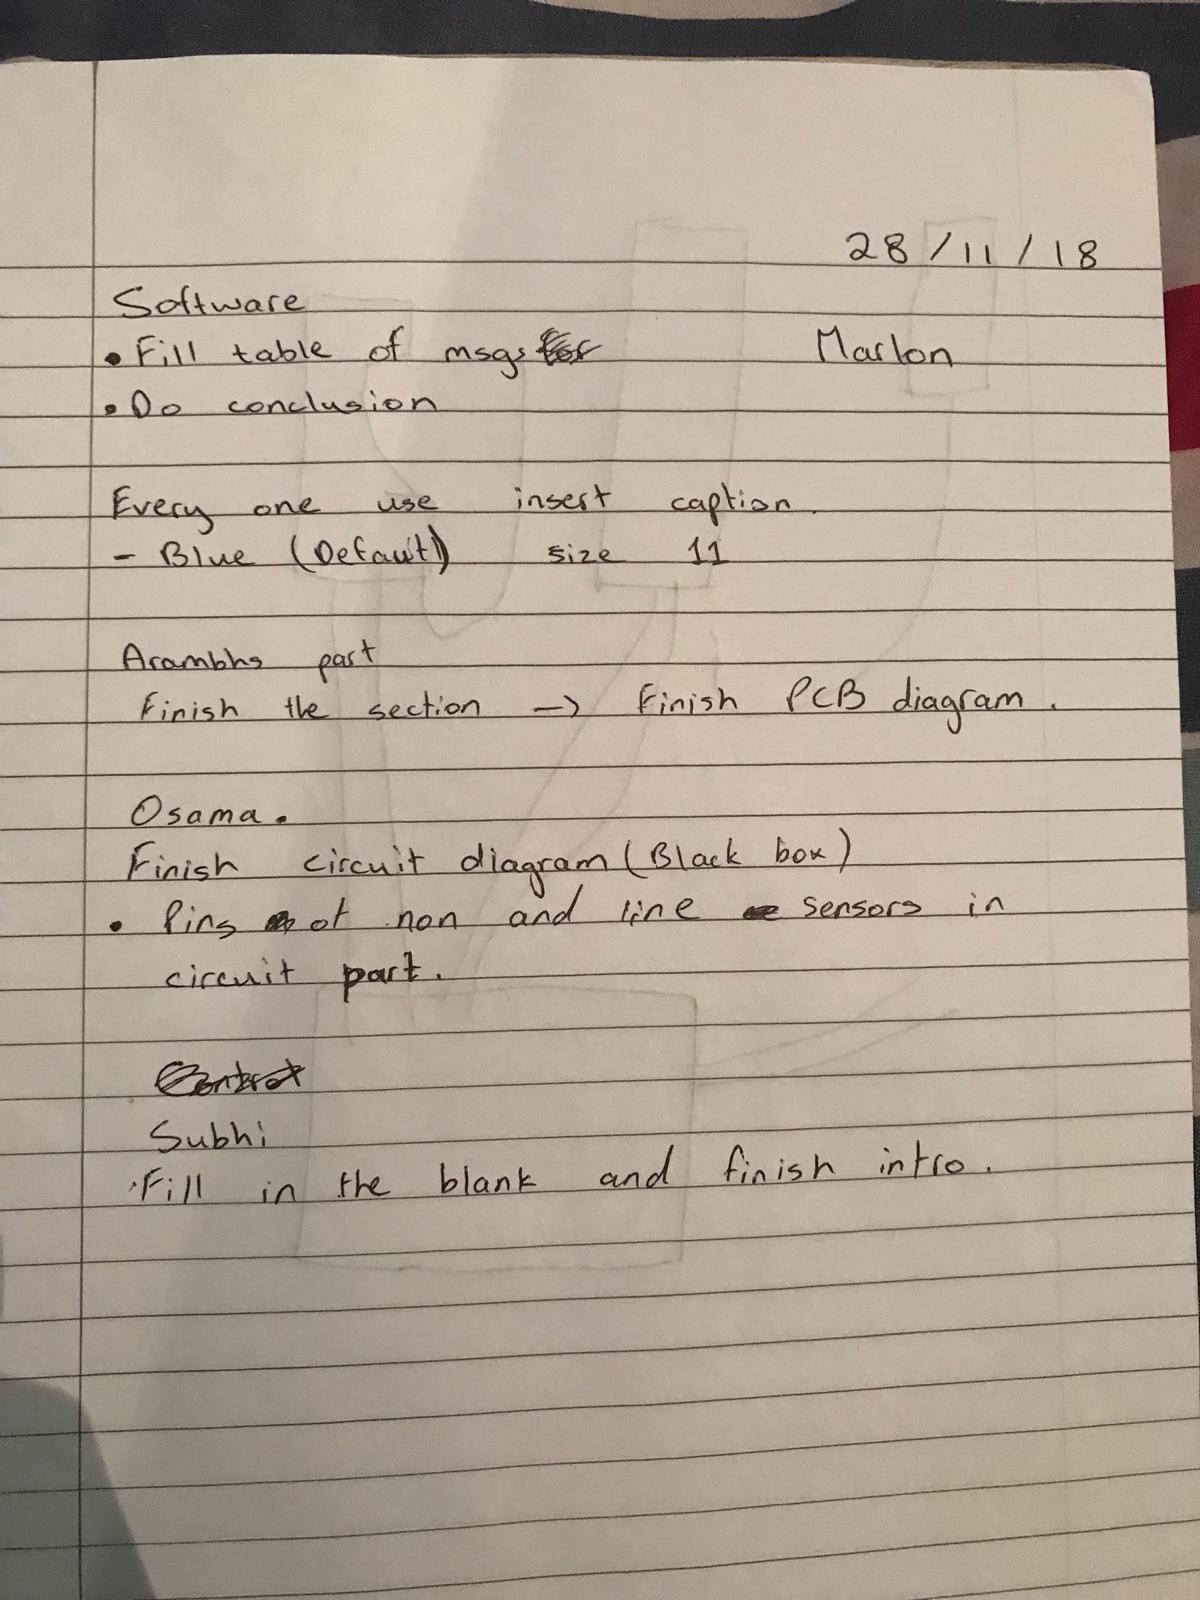 28/11/18
Software
• Fill table of msgs Marlon
• Do conclusion
Every one use insert caption.
- Blue (Default) size 11
Arambhs part
Finish the section -> Finish PCB diagram.
Osama.
Finish circuit diagram (Black box)
• Pins of non and line sensors in
circuit part.
Subhi
· Fill in the blank and finish intro.